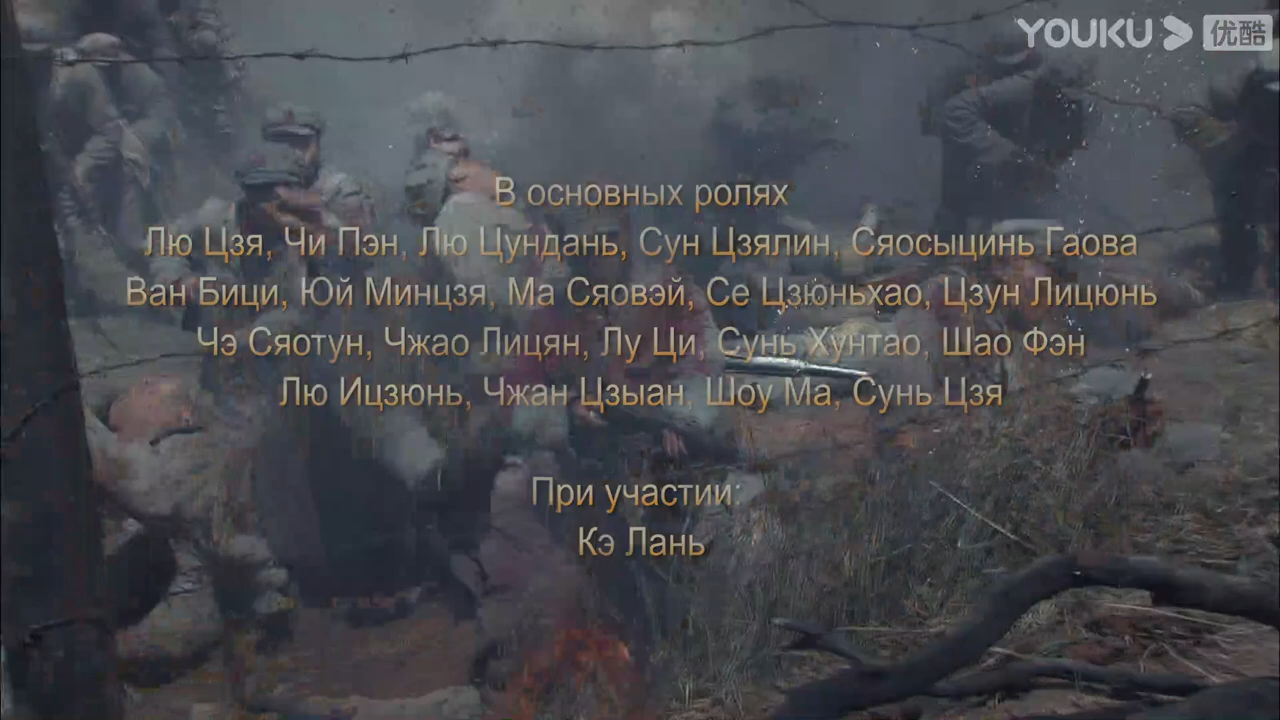 YOUKU 优酷
В основных ролях
Лю Цзя, Чи Пэн, Лю Цундань, Сун Цзялин, Сяосыцинь Гаова
Ван Бици, Юй Минцзя, Ма Сяовэй, Се Цзюньхао, Цзун Лицюнь
Чэ Сяотун, Чжао Лицян, Лу Ци, Сунь Хунтао, Шао Фэн
Лю Ицзюнь, Чжан Цзыан, Шоу Ма, Сунь Цзя
При участии:
Кэ Лань